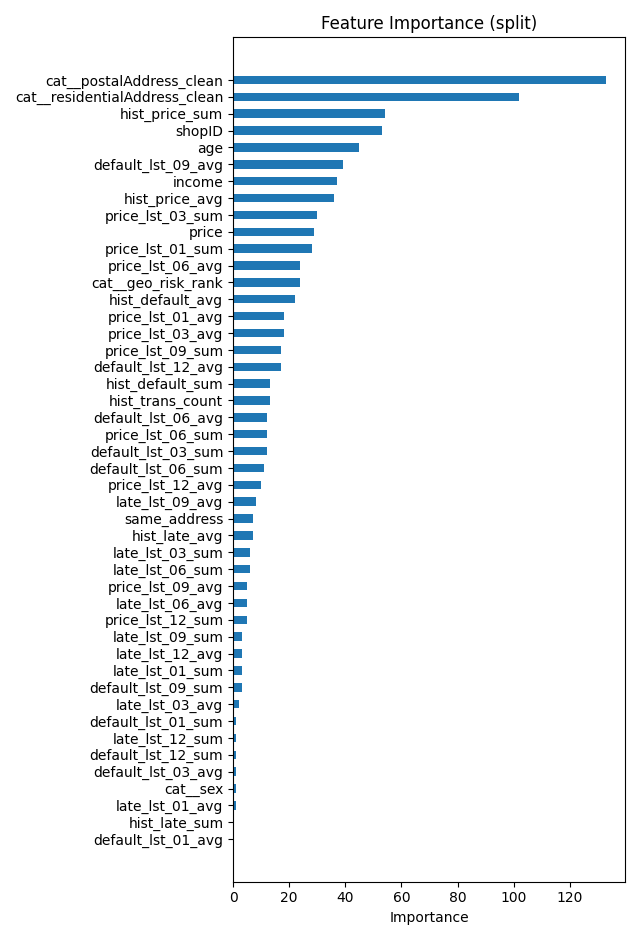 Feature Importance (split)
cat__postalAddress_clean
cat__residentialAddress_clean
hist_price_sum
shopID
age
default_lst_09_avg
income
hist_price_avg
price_lst_03_sum
price
price_lst_01_sum
price_lst_06_avg
cat__geo_risk_rank
hist_default_avg
price_lst_01_avg
price_lst_03_avg
price_lst_09_sum
default_lst_12_avg
hist_default_sum
hist_trans_count
default_lst_06_avg
price_lst_06_sum
default_lst_03_sum
default_lst_06_sum
price_lst_12_avg
late_lst_09_avg
same_address
hist_late_avg
late_lst_03_sum
late_lst_06_sum
price_lst_09_avg
late_lst_06_avg
price_lst_12_sum
late_lst_09_sum
late_lst_12_avg
late_lst_01_sum
default_lst_09_sum
late_lst_03_avg
default_lst_01_sum
late_lst_12_sum
default_lst_12_sum
default_lst_03_avg
cat__sex
late_lst_01_avg
hist_late_sum
default_lst_01_avg
0 20 40 60 80 100 120
Importance